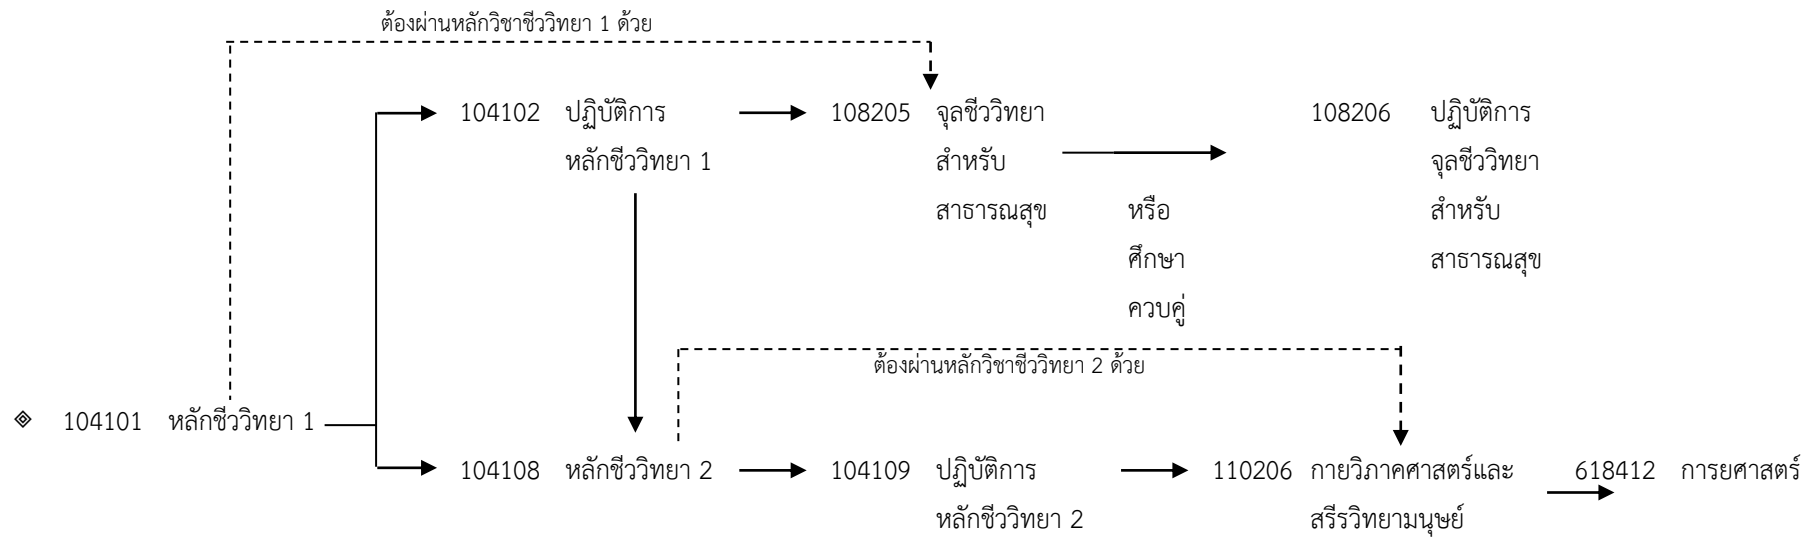 ต้องผ่านหลักวิชาชีววิทยา 1 ด้วย
104102 ปฏิบัติการ 108205 จุลชีววิทยา 108206 ปฏิบัติการ
หลักชีววิทยา 1 สำหรับ จุลชีววิทยา
สาธารณสุข หรือ สำหรับ
ศึกษา สาธารณสุข
ควบคู่
ต้องผ่านหลักวิชาชีววิทยา 2 ด้วย
104101 หลักชีววิทยา 1
104108 หลักชีววิทยา 2 104109 ปฏิบัติการ 110206 กายวิภาคศาสตร์และ 618412 การยศาสตร์
หลักชีววิทยา 2 สรีรวิทยามนุษย์